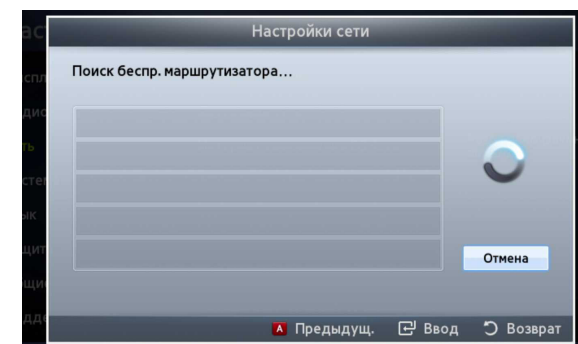 Настройки сети
Поиск беспр. маршрутизатора...
Отмена
A Предыдущ. Ввод Возврат